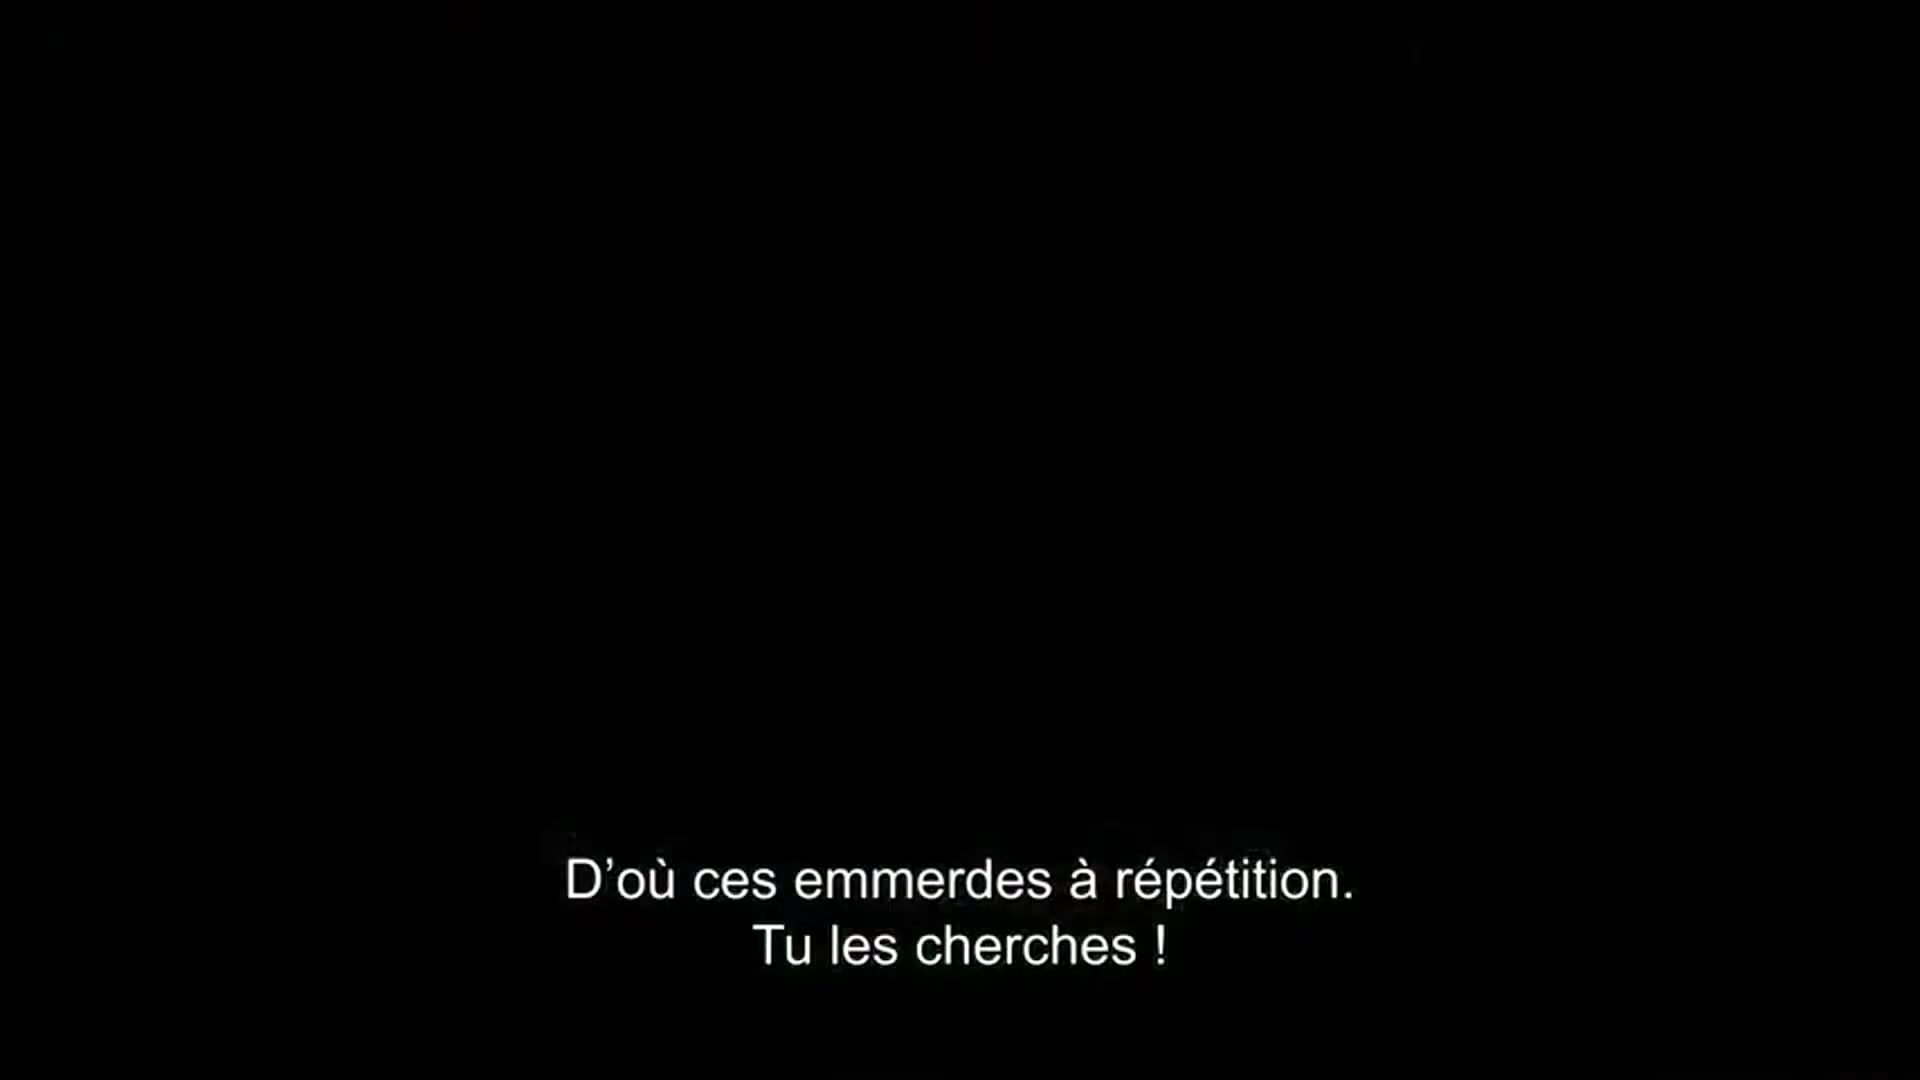 D’où ces emmerdes à répétition.
Tu les cherches !